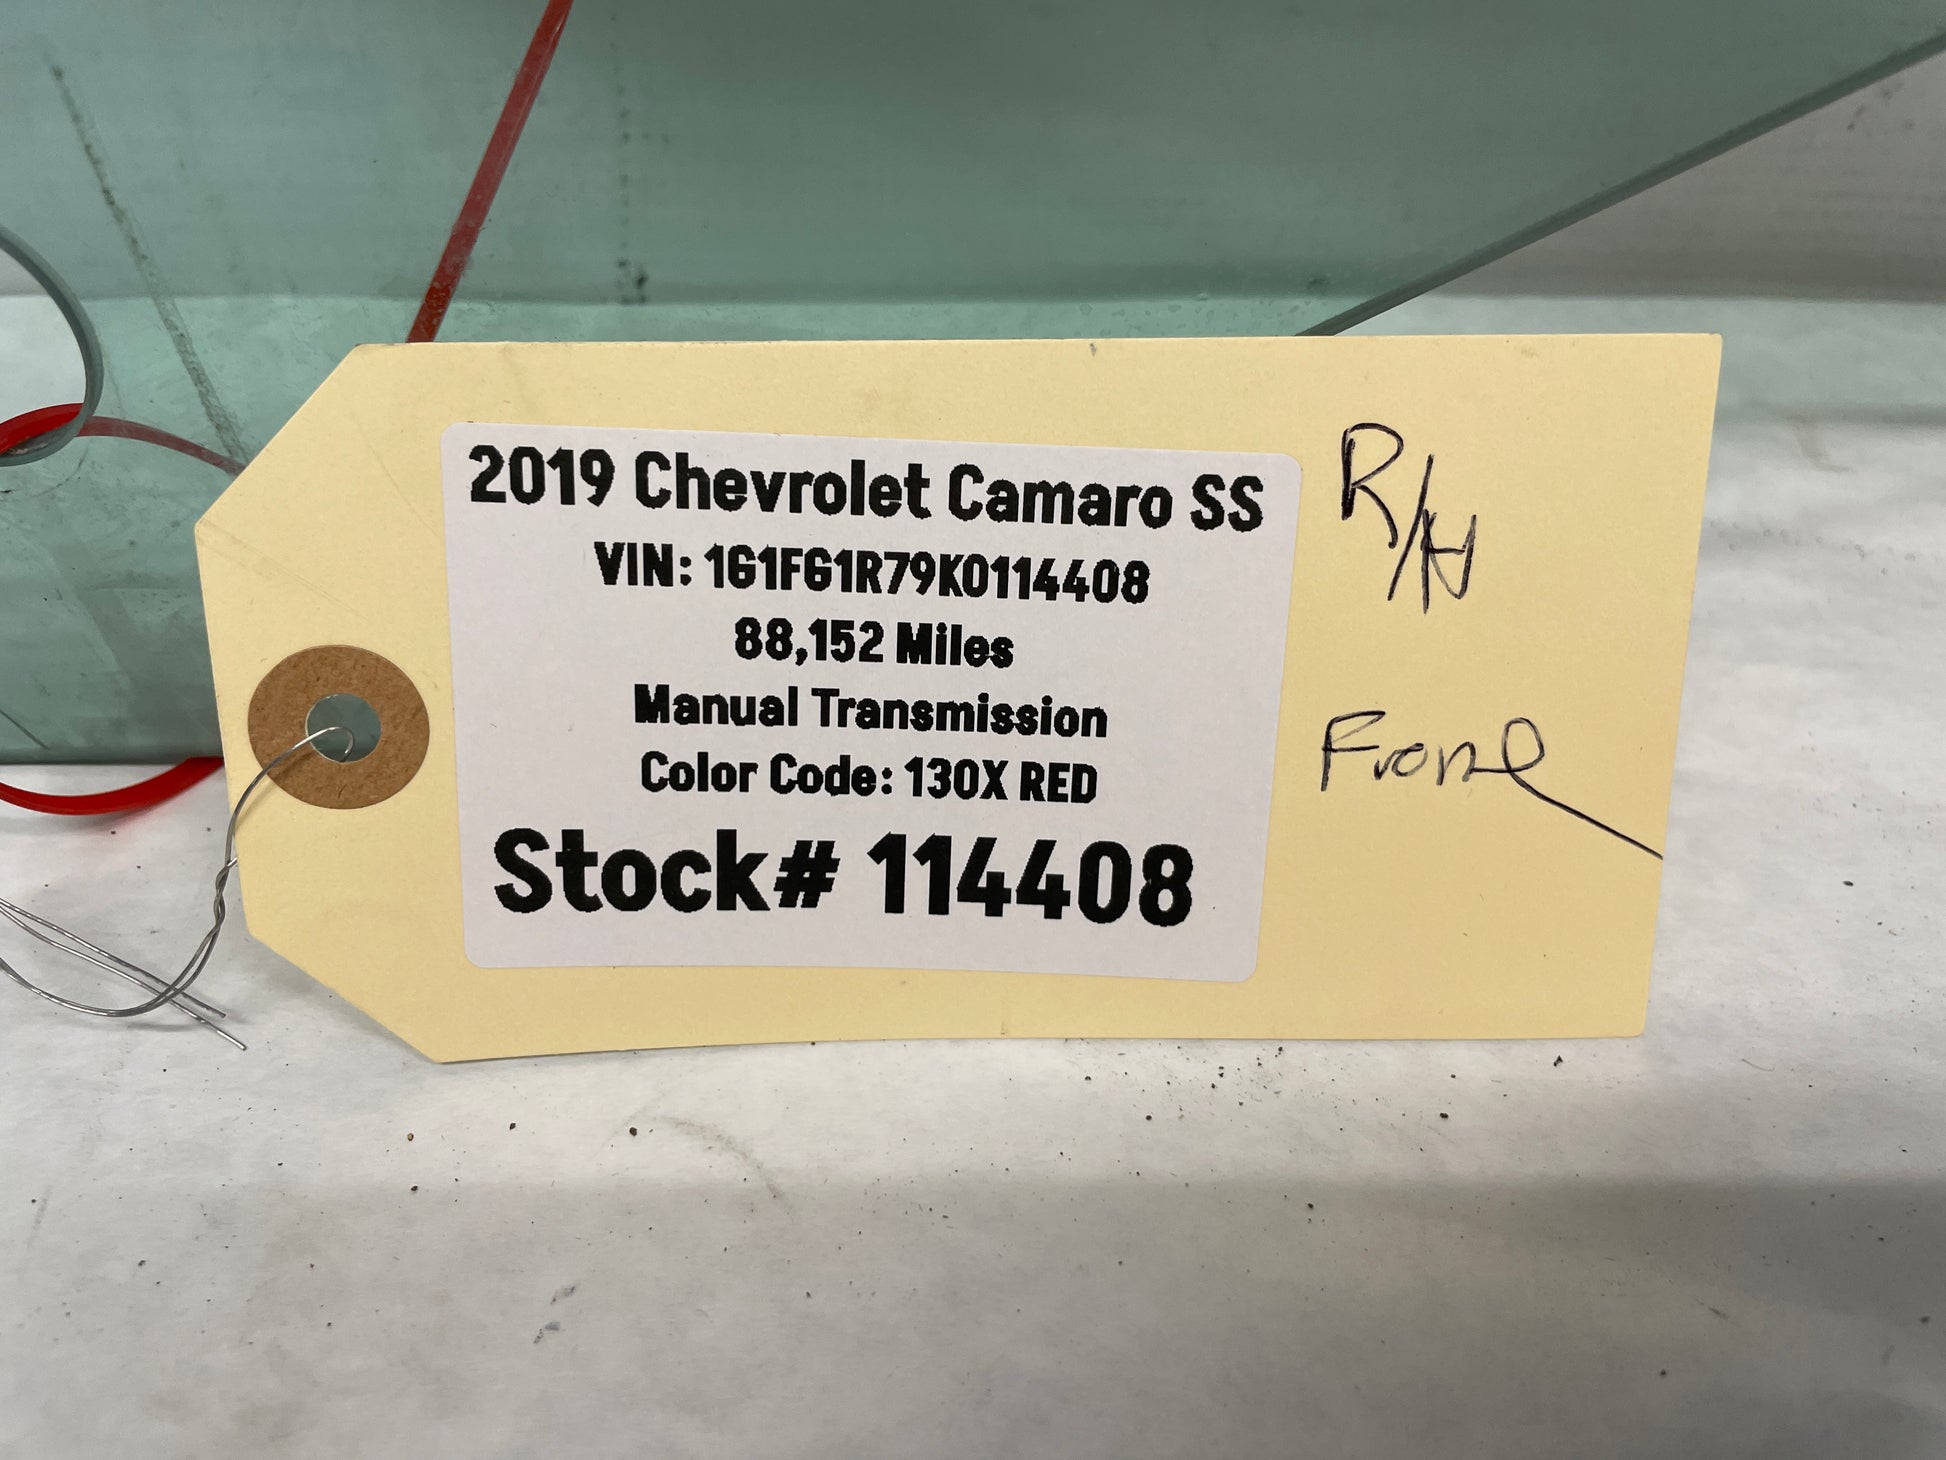 2019 Chevrolet Camaro SS
VIN: 1G1FG1R79K0114408
88,152 Miles
Manual Transmission
Color Code: 130X RED
Stock# 114408
R/H
Front